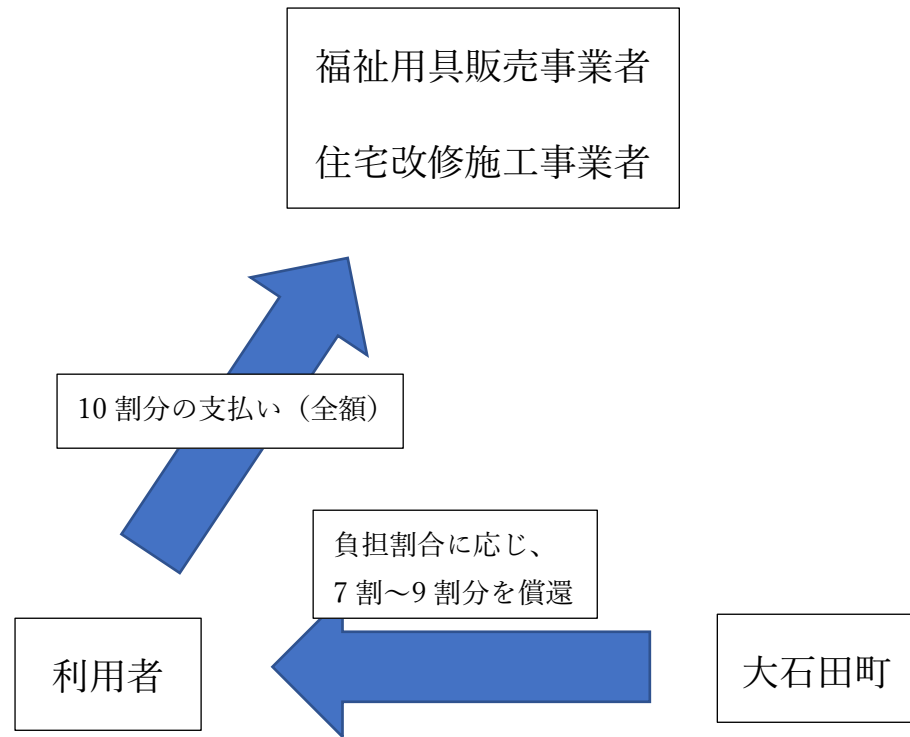 福祉用具販売事業者
住宅改修施工事業者
10 割分の支払い（全額）
負担割合に応じ、
7 割～9 割分を償還
利用者
大石田町